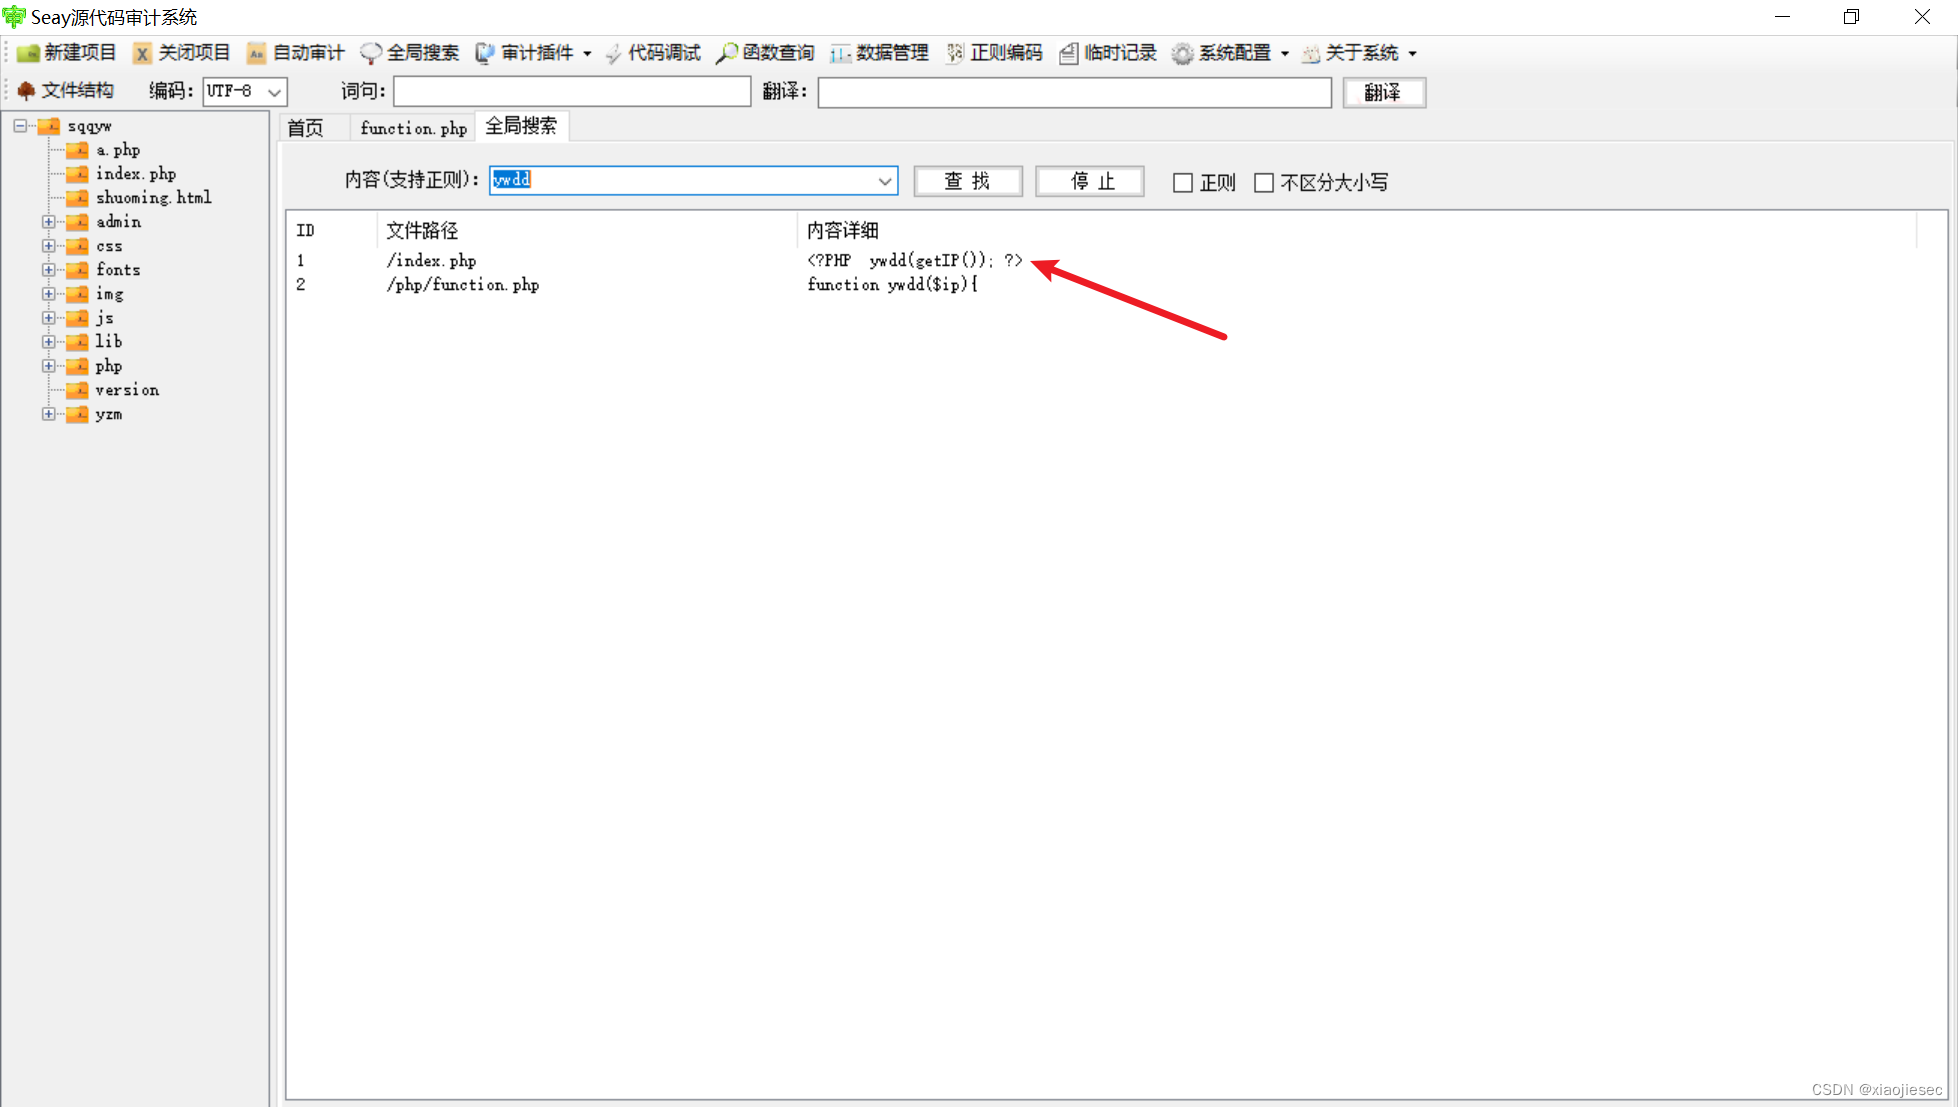 Seay源代码审计系统
新建项目 关闭项目 自动审计 全局搜索 审计插件 代码调试 函数查询 数据管理 正则编码 临时记录 系统配置 关于系统
文件结构 编码: UTF-8 词句: 翻译: 翻译
首页 function.php 全局搜索
sqqyw
a.php
index.php
shuoming.html
admin
css
fonts
img
js
lib
php
version
yzm
内容(支持正则): ywdd 查 找 停 止 正则 不区分大小写
ID 文件路径 内容详细
1 /index.php <?PHP  ywdd(getIP()); ?>
2 /php/function.php function ywdd($ip){
CSDN @xiaojiesec